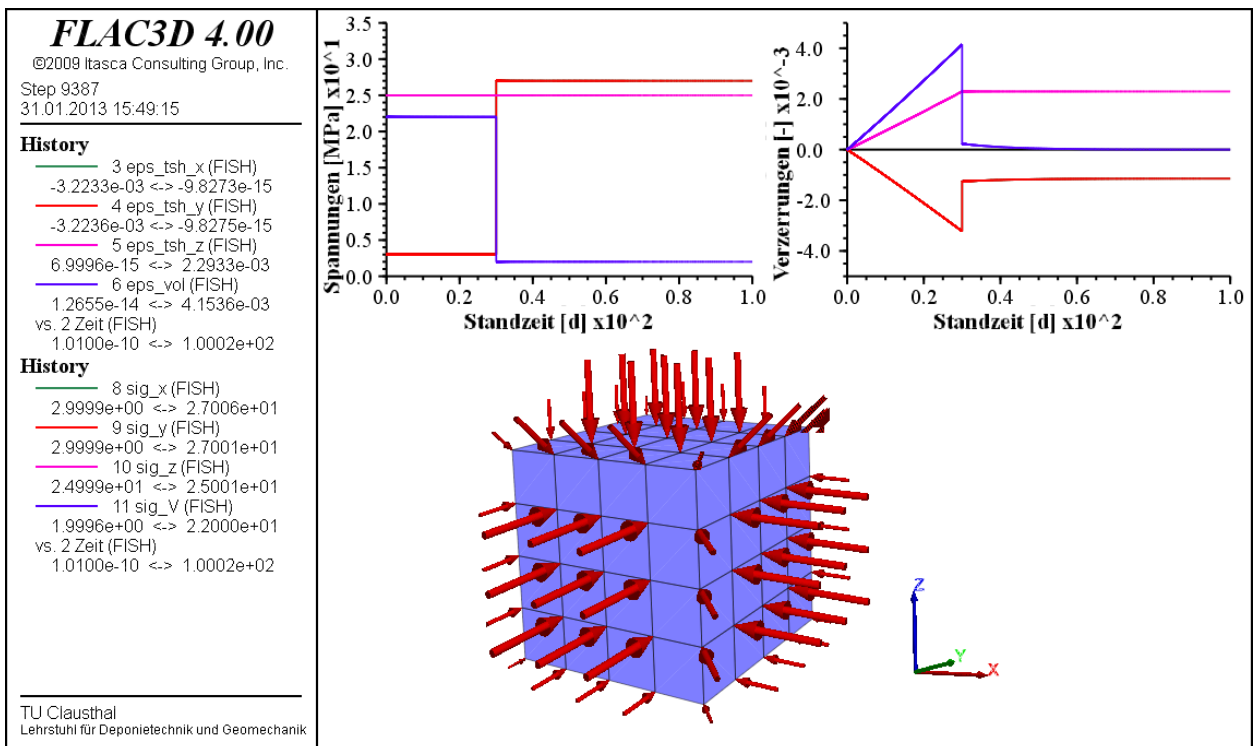 FLAC3D 4.00
©2009 Itasca Consulting Group, Inc.
Step 9387
31.01.2013 15:49:15
History
3 eps_tsh_x (FISH)
-3.2233e-03 <-> -9.8273e-15
4 eps_tsh_y (FISH)
-3.2236e-03 <-> -9.8275e-15
5 eps_tsh_z (FISH)
6.9996e-15 <-> 2.2933e-03
6 eps_vol (FISH)
1.2655e-14 <-> 4.1536e-03
vs. 2 Zeit (FISH)
1.0100e-10 <-> 1.0002e+02
History
8 sig_x (FISH)
2.9999e+00 <-> 2.7006e+01
9 sig_y (FISH)
2.9999e+00 <-> 2.7001e+01
10 sig_z (FISH)
2.4999e+01 <-> 2.5001e+01
11 sig_V (FISH)
1.9996e+00 <-> 2.2000e+01
vs. 2 Zeit (FISH)
1.0100e-10 <-> 1.0002e+02
TU Clausthal
Lehrstuhl für Deponietechnik und Geomechanik
Spannungen [MPa] x10^1
3.5
3.0
2.5
2.0
1.5
1.0
0.5
0.0
0.0 0.2 0.4 0.6 0.8 1.0
Standzeit [d] x10^2
Verzerrungen [-] x10^-3
4.0
2.0
0.0
-2.0
-4.0
0.0 0.2 0.4 0.6 0.8 1.0
Standzeit [d] x10^2
Z
Y
X